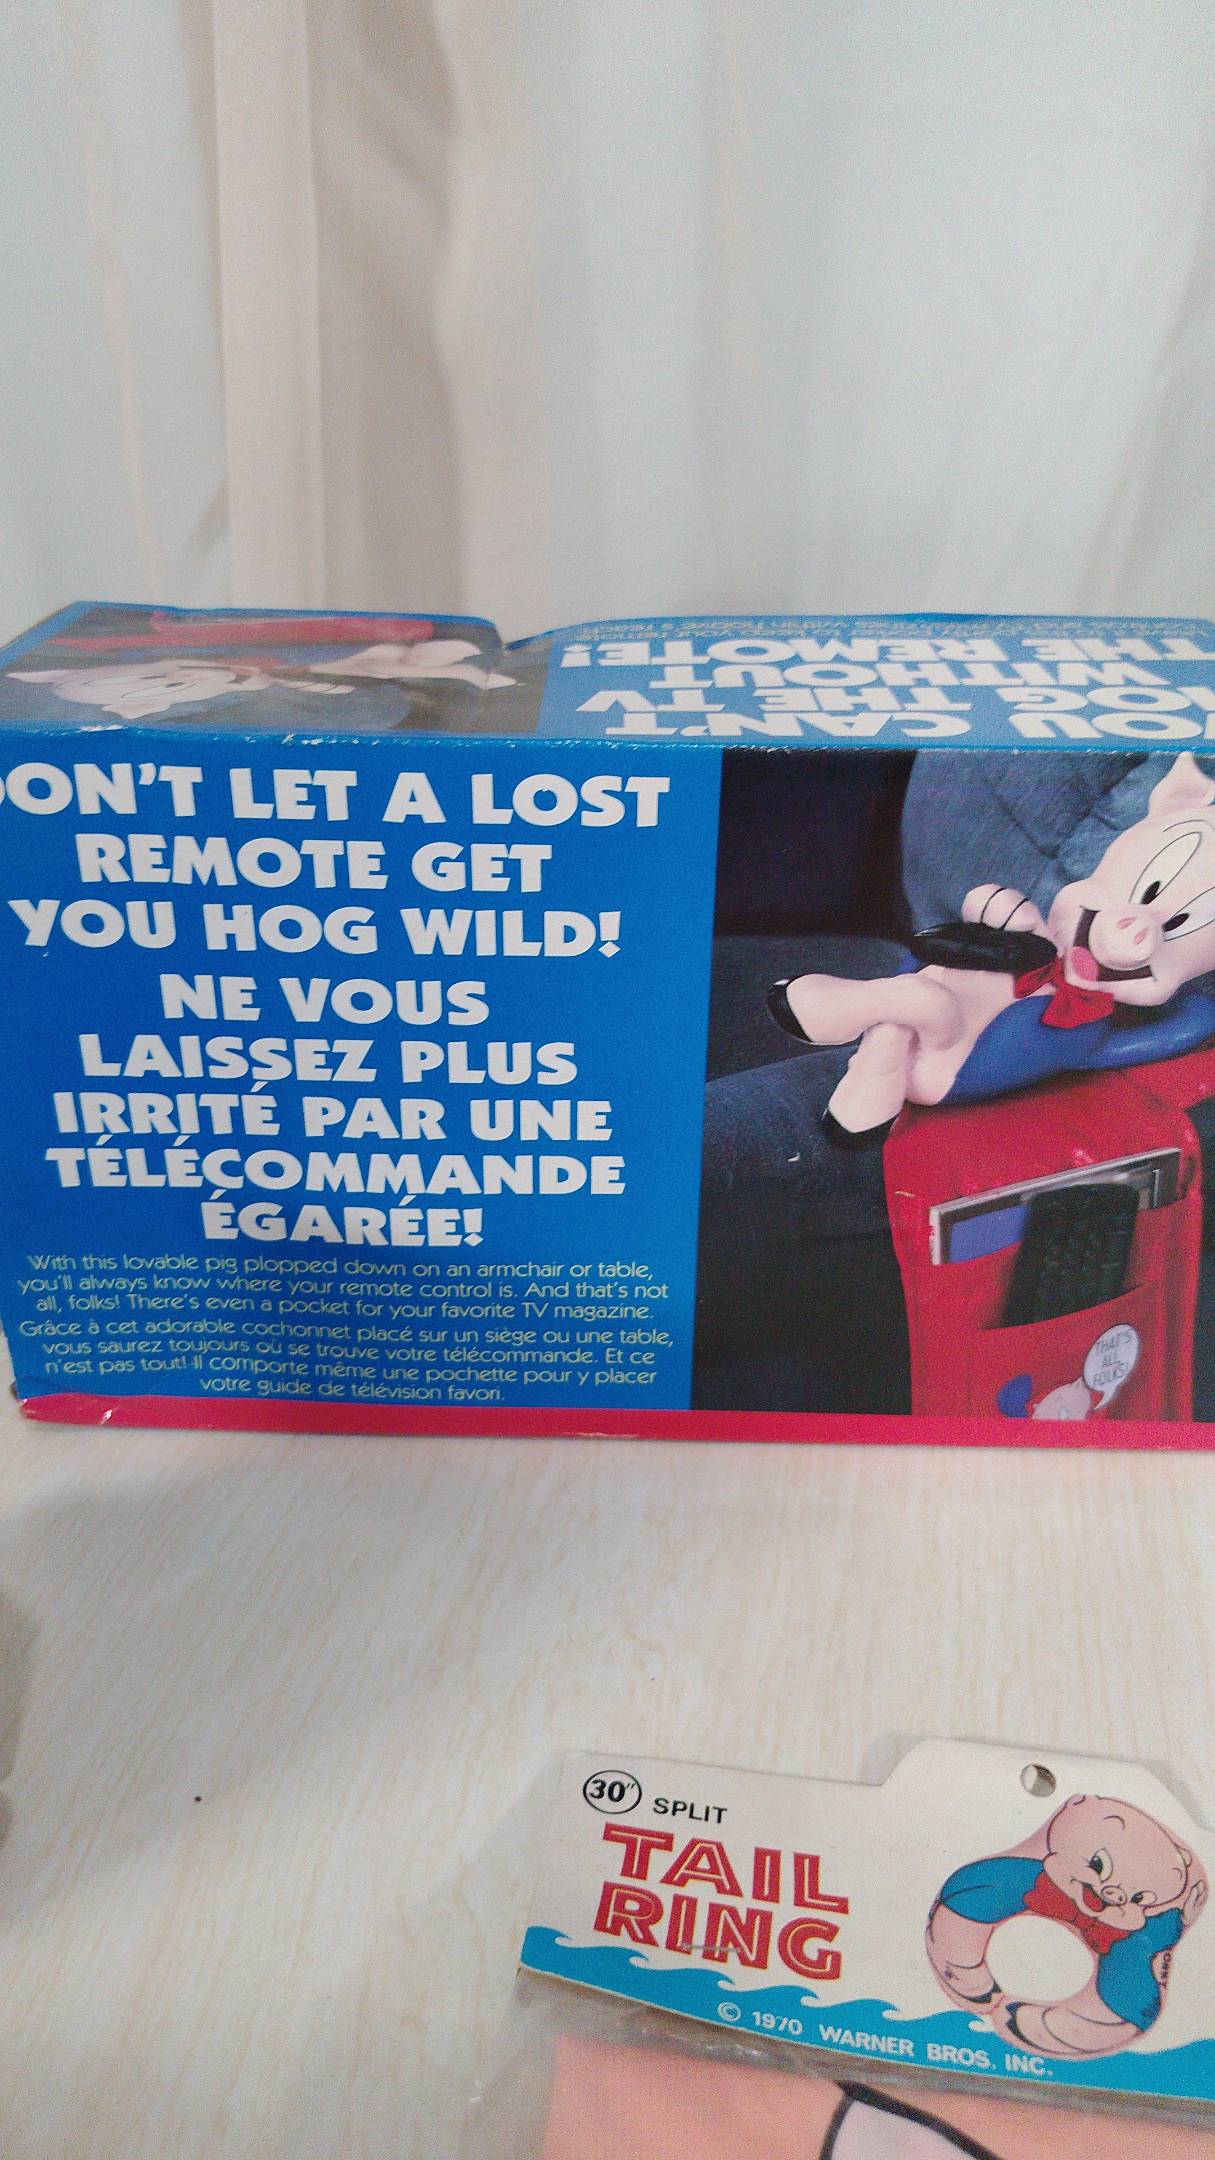 THE REMOTE!
WITHOUT
HOG THE TV
CAN'T
DON'T LET A LOST
REMOTE GET
YOU HOG WILD!
NE VOUS
LAISSEZ PLUS
IRRITÉ PAR UNE
TÉLÉCOMMANDE
ÉGARÉE!
With this lovable pig plopped down on an armchair or table,
you'll always know where your remote control is. And that's not
all, folks! There's even a pocket for your favorite TV magazine.
Grâce à cet adorable cochonnet placé sur un siège ou une table,
vous saurez toujours où se trouve votre télécommande. Et ce
n'est pas tout! Il comporte même une pochette pour y placer
votre guide de télévision favori.
THAT'S
ALL
FOLKS!
30" SPLIT
TAIL
RING
© 1970 WARNER BROS. INC.
PORKY